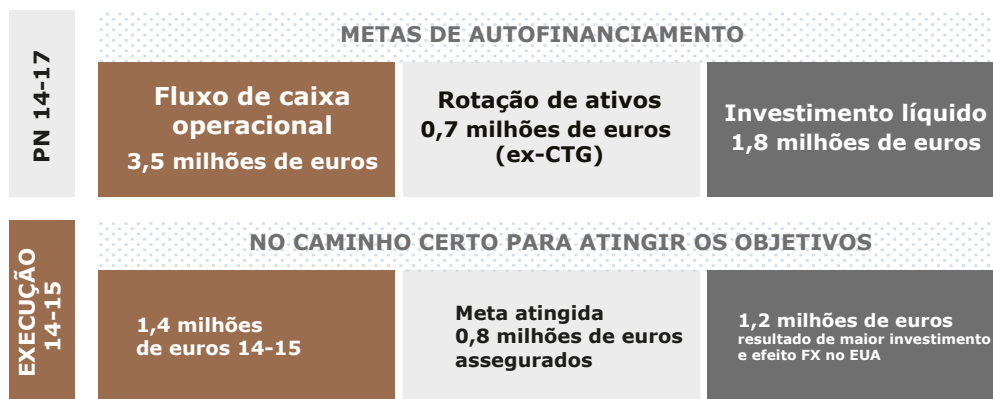 PN 14-17
METAS DE AUTOFINANCIAMENTO
Fluxo de caixa
operacional
3,5 milhões de euros
Rotação de ativos
0,7 milhões de euros
(ex-CTG)
Investimento líquido
1,8 milhões de euros
EXECUÇÃO
14-15
NO CAMINHO CERTO PARA ATINGIR OS OBJETIVOS
1,4 milhões
de euros 14-15
Meta atingida
0,8 milhões de euros
assegurados
1,2 milhões de euros
resultado de maior investimento
e efeito FX no EUA